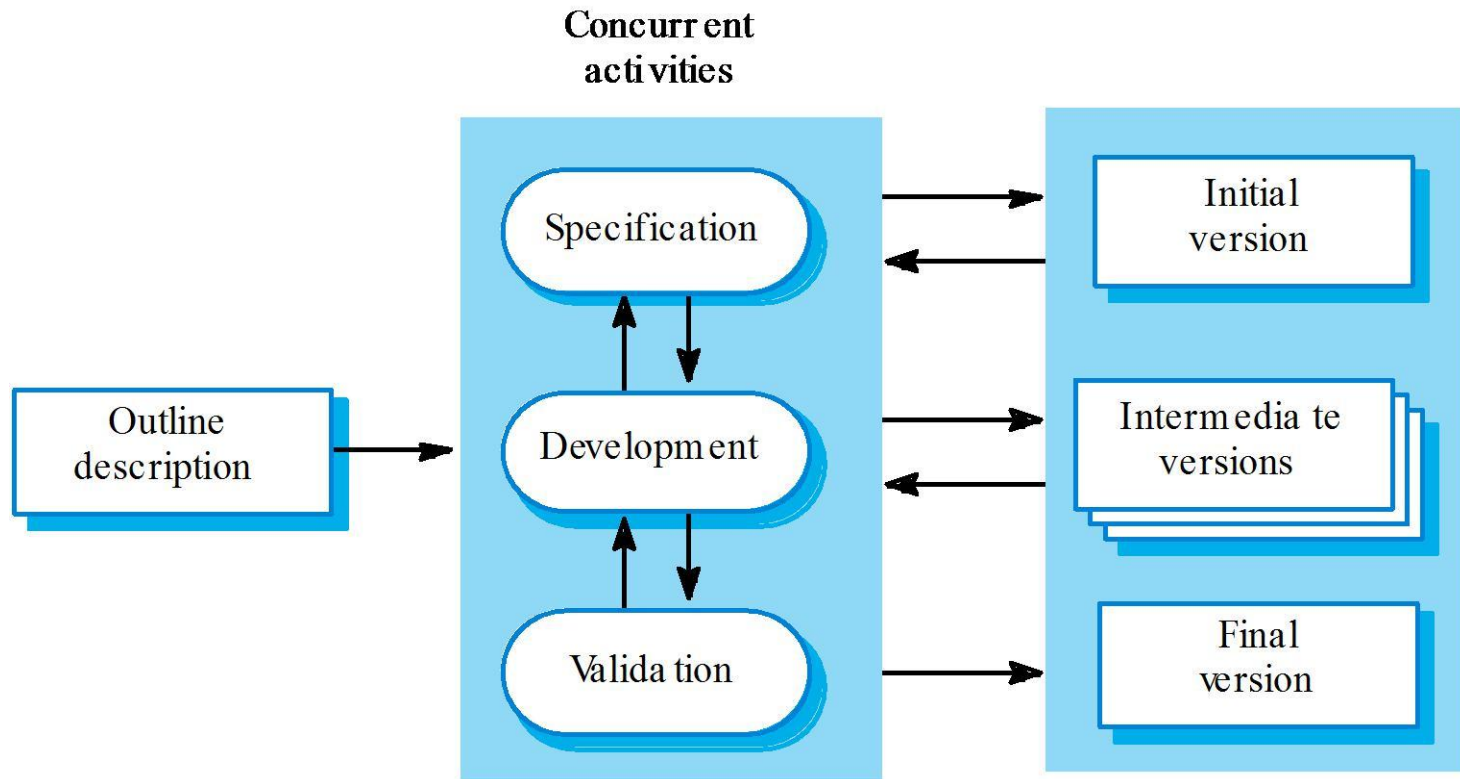 Concurrent
activities
Outline
description
Specification
Development
Validation
Initial
version
Intermediate
versions
Final
version